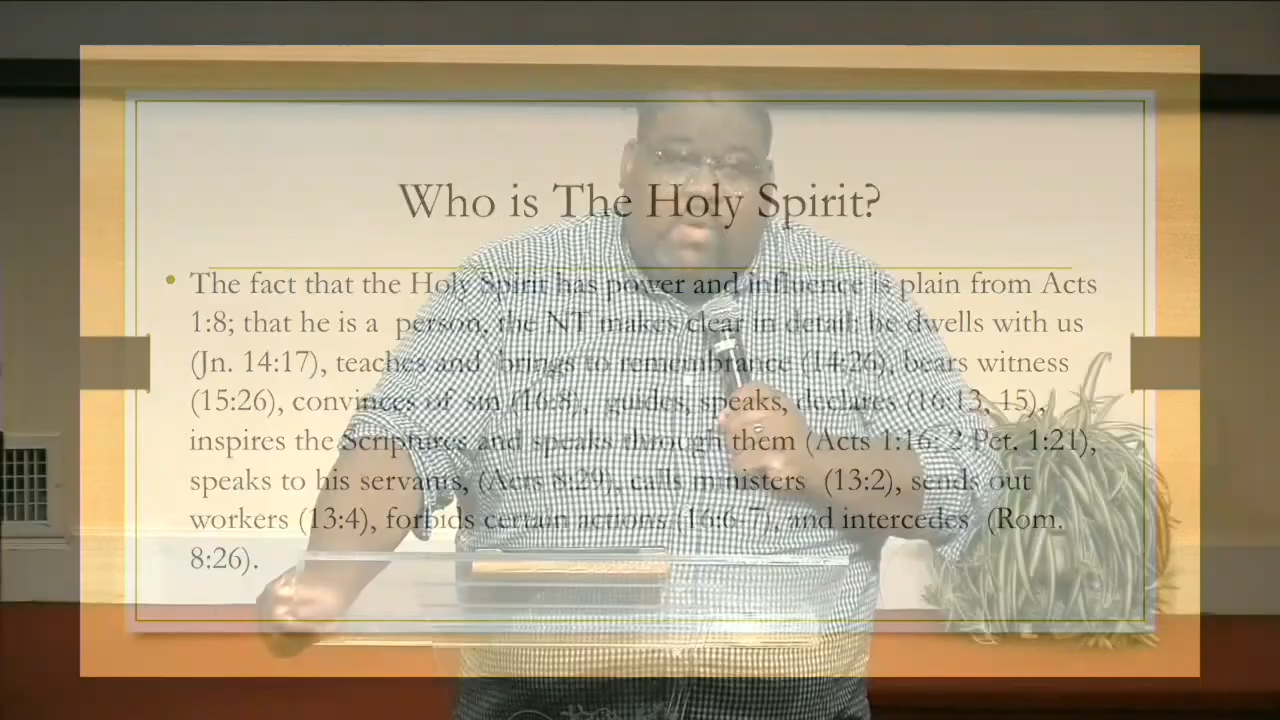 Who is The Holy Spirit?
• The fact that the Holy Spirit has power and influence is plain from Acts
1:8; that he is a person, the NT makes clear in detail: he dwells with us
(Jn. 14:17), teaches and brings to remembrance (14:26), bears witness
(15:26), convinces of sin (16:8), guides, speaks, declares (16:13, 15),
inspires the Scriptures and speaks through them (Acts 1:16; 2 Pet. 1:21),
speaks to his servants, (Acts 8:29), calls ministers (13:2), sends out
workers (13:4), forbids certain actions (16:6-7), and intercedes (Rom.
8:26).